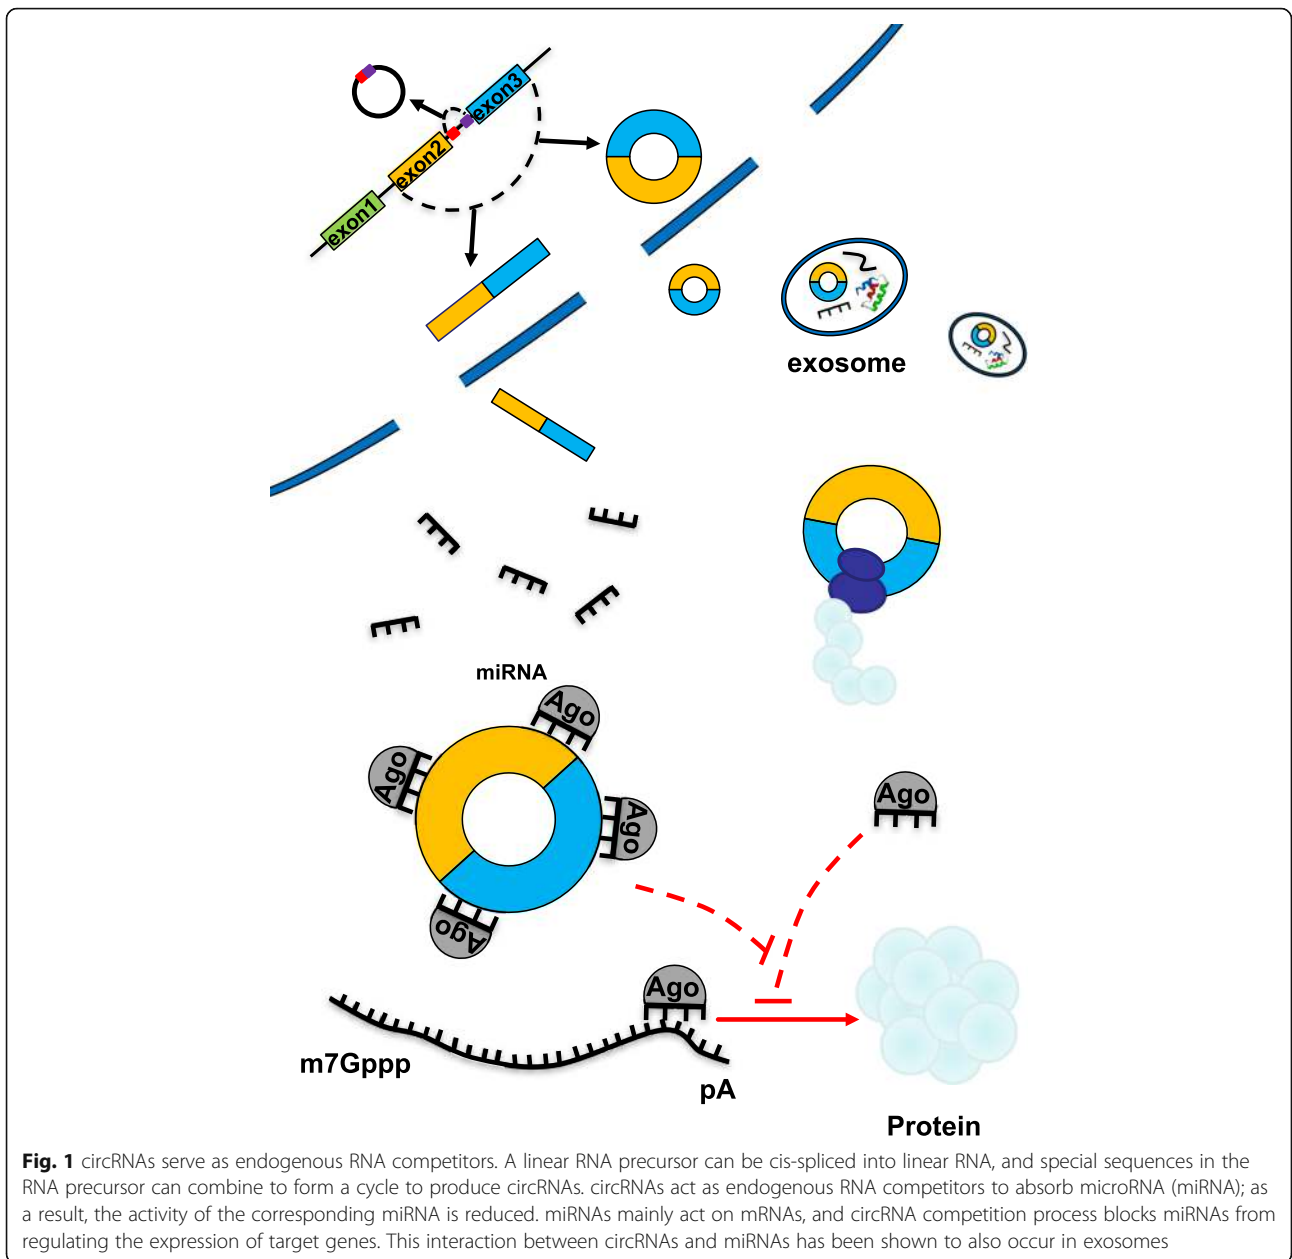 exon3
exon2
exon1
exosome
miRNA
Ago
Ago
Ago
Ago
Ago
Ago
m7Gppp
pA
Protein
Fig. 1 circRNAs serve as endogenous RNA competitors. A linear RNA precursor can be cis-spliced into linear RNA, and special sequences in the
RNA precursor can combine to form a cycle to produce circRNAs. circRNAs act as endogenous RNA competitors to absorb microRNA (miRNA); as
a result, the activity of the corresponding miRNA is reduced. miRNAs mainly act on mRNAs, and circRNA competition process blocks miRNAs from
regulating the expression of target genes. This interaction between circRNAs and miRNAs has been shown to also occur in exosomes